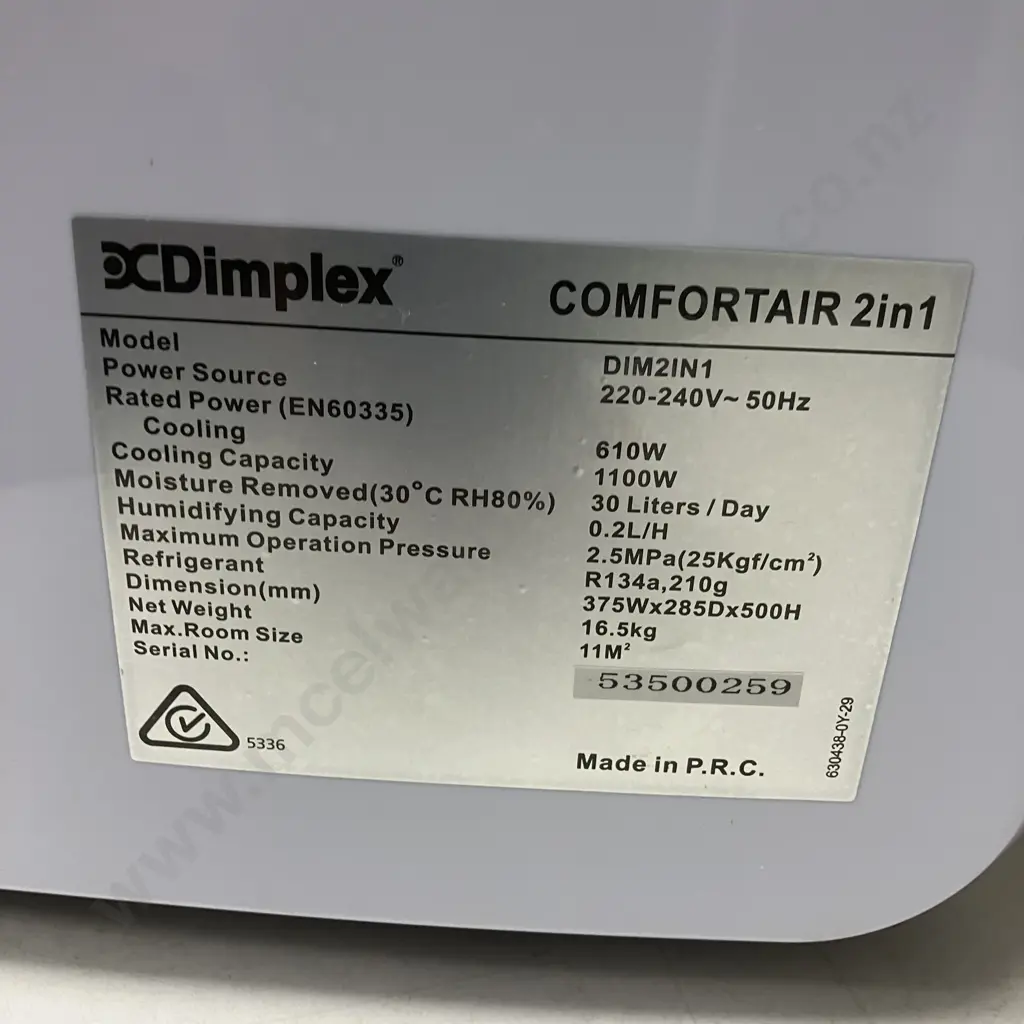 Dimplex®
COMFORTAIR 2in1
Model DIM2IN1
Power Source 220-240V~ 50Hz
Rated Power (EN60335)
Cooling 610W
Cooling Capacity 1100W
Moisture Removed(30°C RH80%) 30 Liters / Day
Humidifying Capacity 0.2L/H
Maximum Operation Pressure 2.5MPa(25Kgf/cm²)
Refrigerant R134a,210g
Dimension(mm) 375Wx285Dx500H
Net Weight 16.5kg
Max.Room Size 11M²
Serial No.: 53500259
5336
Made in P.R.C.
630438-0Y-29